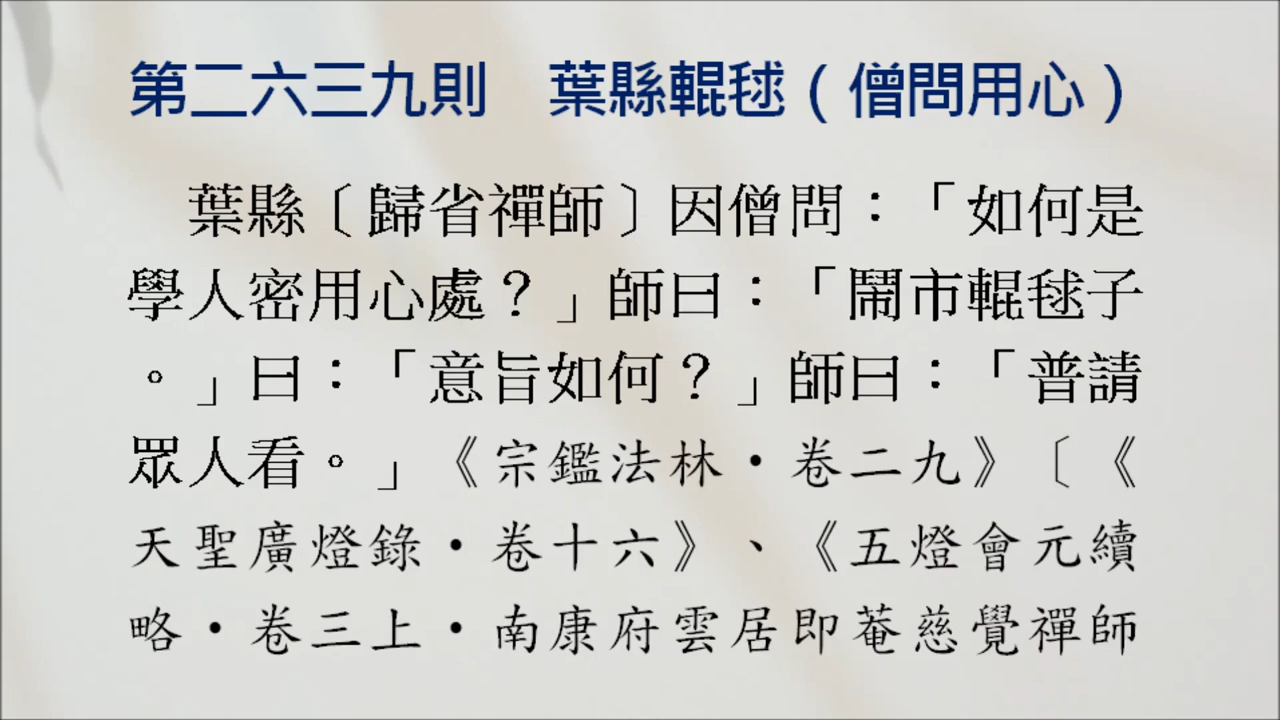 第二六三九則　葉縣輥毬（僧問用心）
葉縣〔歸省禪師〕因僧問：「如何是
學人密用心處？」師曰：「鬧市輥毬子
。」曰：「意旨如何？」師曰：「普請
眾人看。」《宗鑑法林‧卷二九》〔《
天聖廣燈錄‧卷十六》、《五燈會元續
略‧卷三上‧南康府雲居即菴慈覺禪師